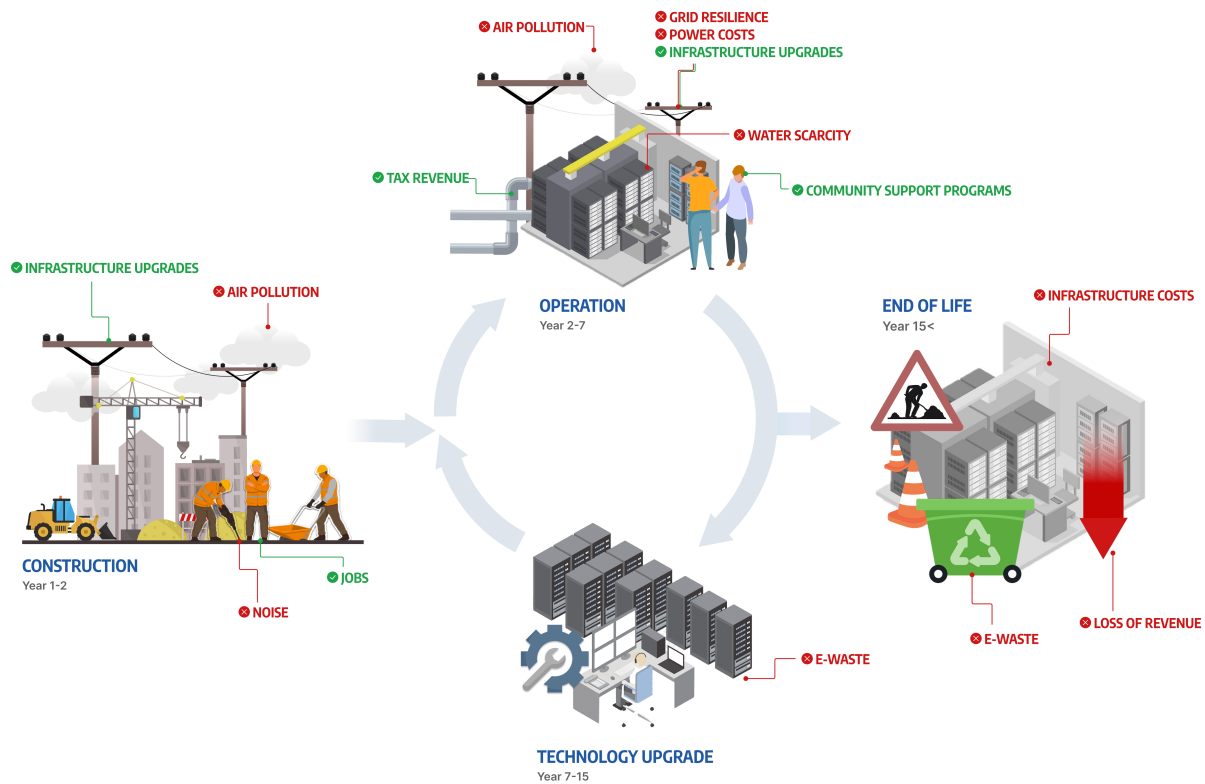 AIR POLLUTION
GRID RESILIENCE
POWER COSTS
INFRASTRUCTURE UPGRADES
WATER SCARCITY
TAX REVENUE
COMMUNITY SUPPORT PROGRAMS
OPERATION
Year 2-7
INFRASTRUCTURE UPGRADES
AIR POLLUTION
CONSTRUCTION
Year 1-2
JOBS
NOISE
END OF LIFE
Year 15<
INFRASTRUCTURE COSTS
LOSS OF REVENUE
E-WASTE
E-WASTE
TECHNOLOGY UPGRADE
Year 7-15